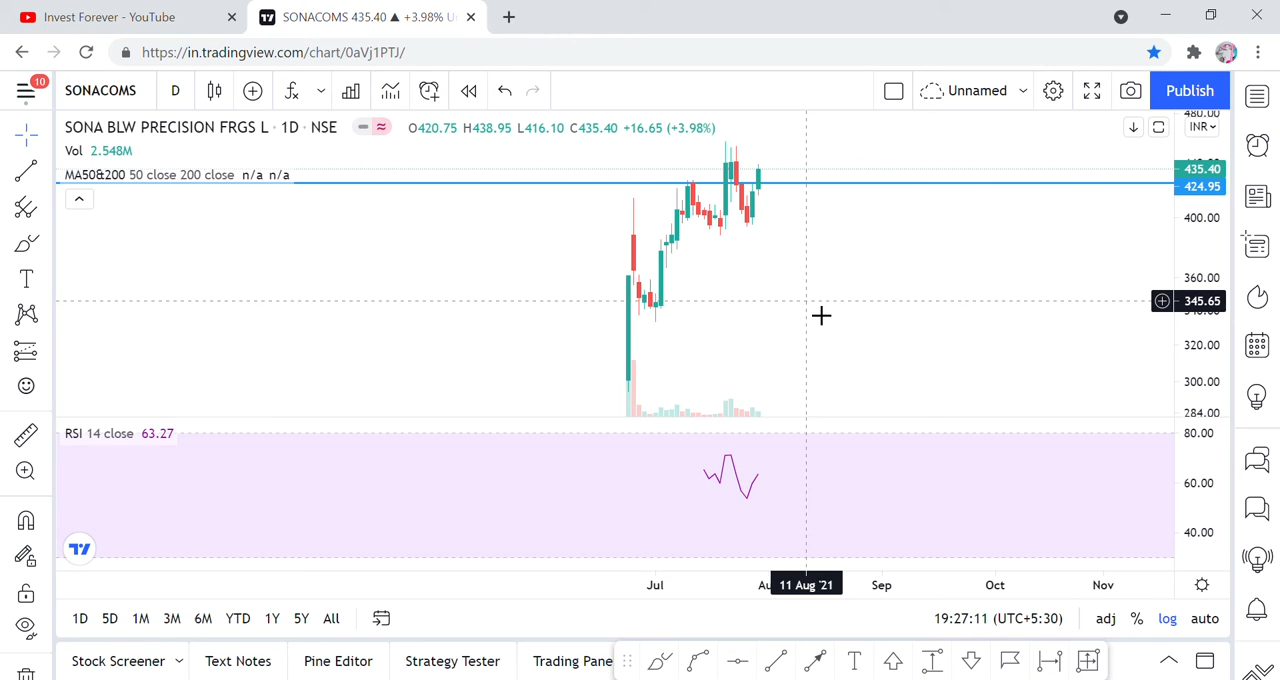 Invest Forever - YouTube
SONACOMS 435.40 ▲ +3.98%
https://in.tradingview.com/chart/0aVj1PTJ/
10
SONACOMS D
Unnamed
Publish
SONA BLW PRECISION FRGS L · 1D · NSE
O420.75 H438.95 L416.10 C435.40 +16.65 (+3.98%)
INR
Vol 2.548M
MA50&200 50 close 200 close n/a n/a
435.40
424.95
400.00
360.00
345.65
320.00
300.00
284.00
RSI 14 close 63.27
80.00
60.00
40.00
Jul
11 Aug '21
Sep
Oct
Nov
1D 5D 1M 3M 6M YTD 1Y 5Y All
19:27:11 (UTC+5:30)
adj % log auto
Stock Screener
Text Notes
Pine Editor
Strategy Tester
Trading Pane